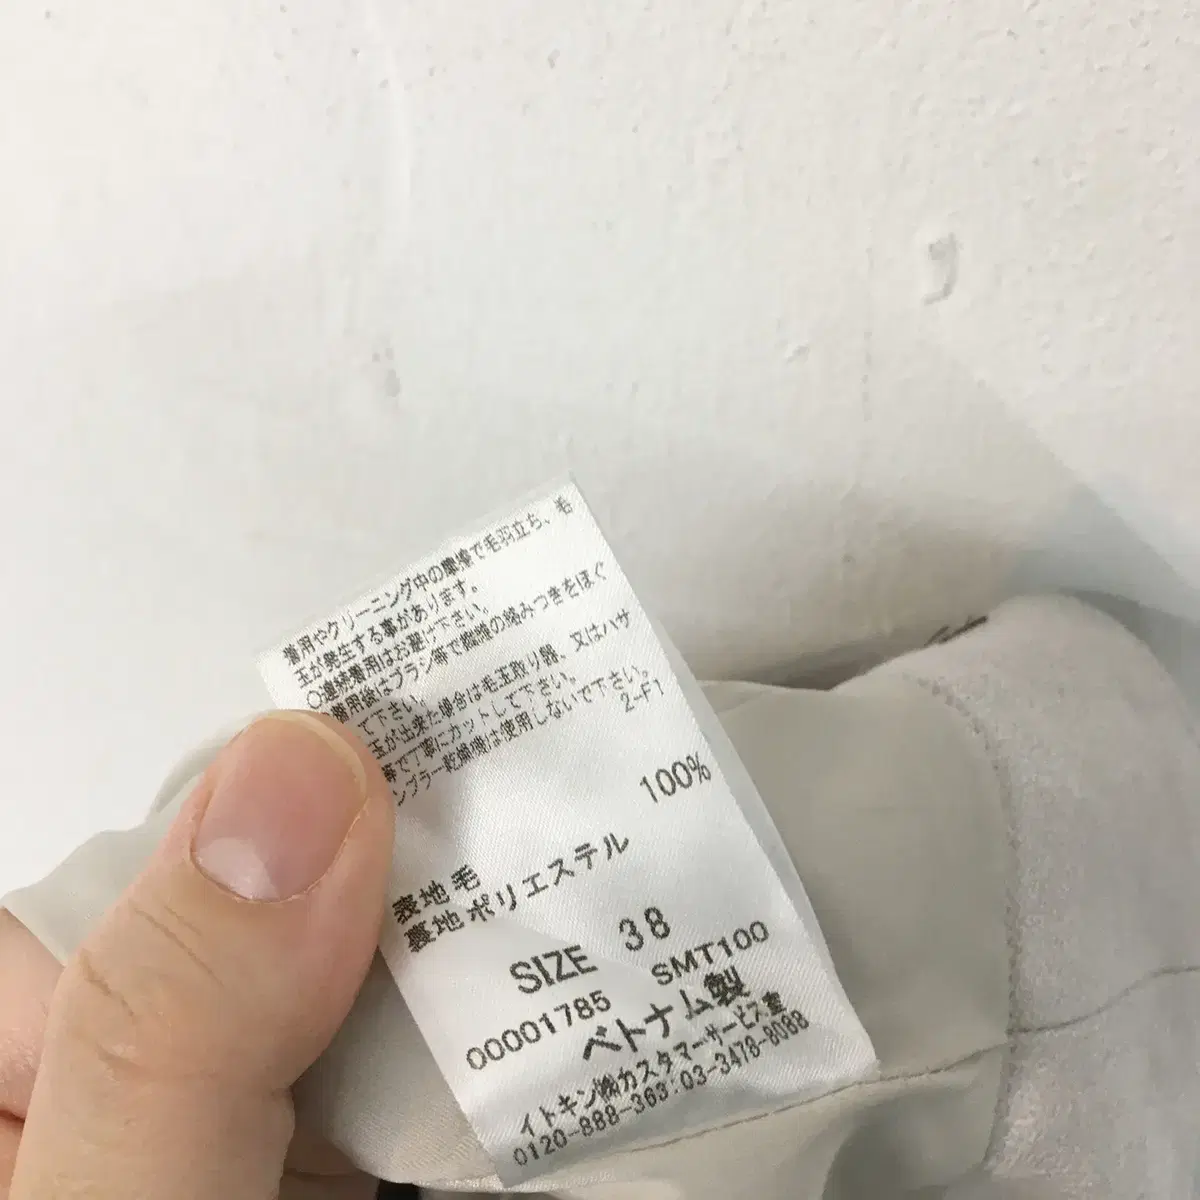 着用やクリーニング中の摩擦で毛羽立ち、毛
玉が発生する事があります。
○連続着用はお避け下さい。
着用後はブラシ等で繊維の絡みつきをほぐ
て下さい。
玉が出来た場合は毛玉取り器、又はハサ
等で丁寧にカットして下さい。
ンブラー乾燥機は使用しないで下さい。
2-F1
100%
表地 毛
裏地 ポリエステル
SIZE 38
00001785 SMT100
ベトナム製
イトキン㈱カスタマーサービス室
0120-888-363:03-3478-8088